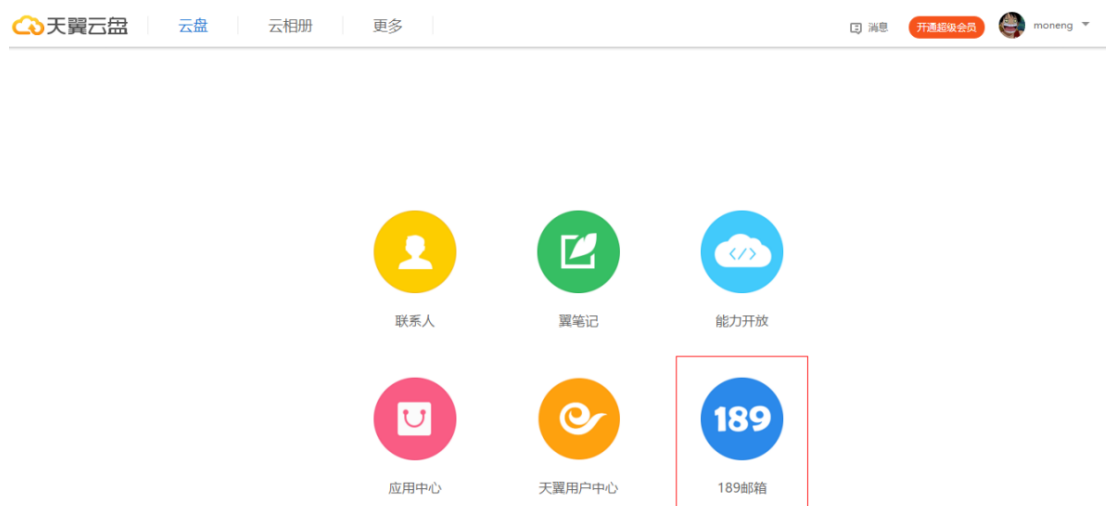 天翼云盘 云盘 云相册 更多 消息 开通超级会员 moneng
联系人 翼笔记 能力开放
</>
189
应用中心 天翼用户中心 189邮箱